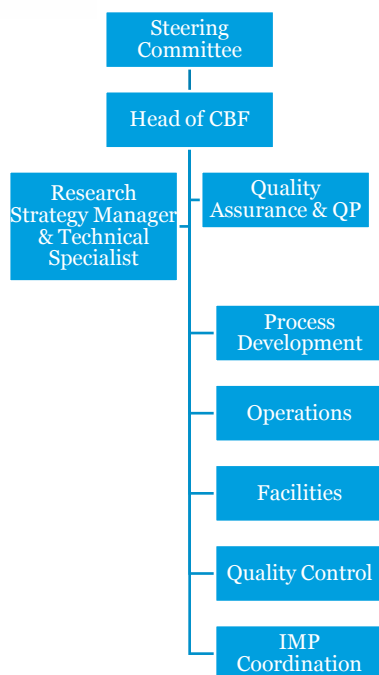 Steering
Committee
Head of CBF
Research
Strategy Manager
& Technical
Specialist
Quality
Assurance & QP
Process
Development
Operations
Facilities
Quality Control
IMP
Coordination